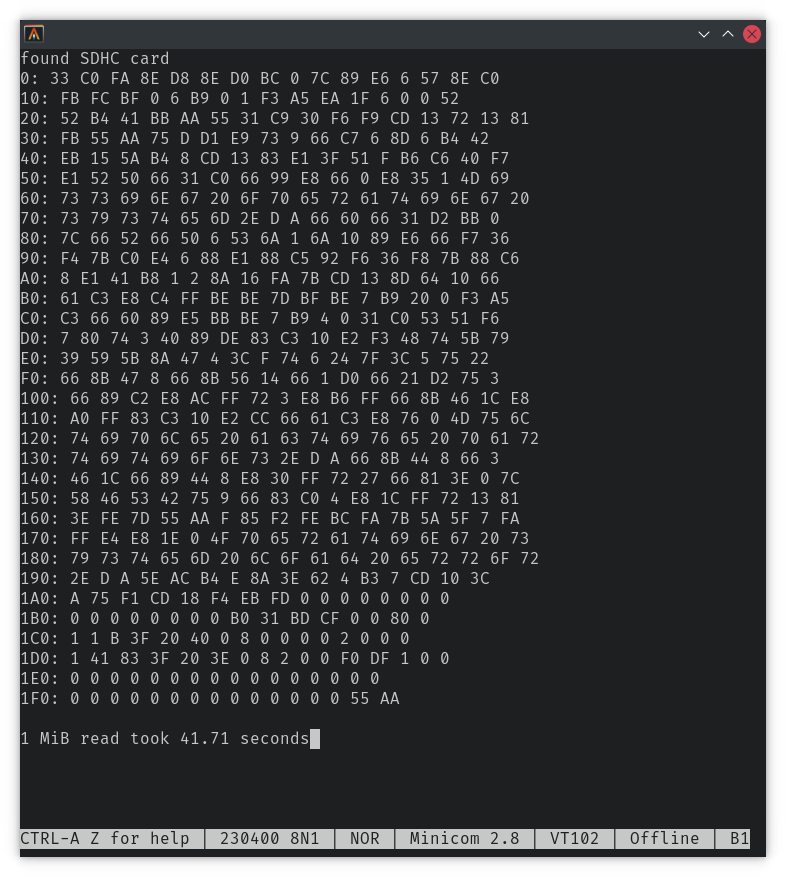 found SDHC card
0: 33 C0 FA 8E D8 8E D0 BC 0 7C 89 E6 6 57 8E C0
10: FB FC BF 0 6 B9 0 1 F3 A5 EA 1F 6 0 0 52
20: 52 B4 41 BB AA 55 31 C9 30 F6 F9 CD 13 72 13 81
30: FB 55 AA 75 D D1 E9 73 9 66 C7 6 8D 6 B4 42
40: EB 15 5A B4 8 CD 13 83 E1 3F 51 F B6 C6 40 F7
50: E1 52 50 66 31 C0 66 99 E8 66 0 E8 35 1 4D 69
60: 73 73 69 6E 67 20 6F 70 65 72 61 74 69 6E 67 20
70: 73 79 73 74 65 6D 2E D A 66 60 66 31 D2 BB 0
80: 7C 66 52 66 50 6 53 6A 1 6A 10 89 E6 66 F7 36
90: F4 7B C0 E4 6 88 E1 88 C5 92 F6 36 F8 7B 88 C6
A0: 8 E1 41 B8 1 2 8A 16 FA 7B CD 13 8D 64 10 66
B0: 61 C3 E8 C4 FF BE BE 7D BF BE 7 B9 20 0 F3 A5
C0: C3 66 60 89 E5 BB BE 7 B9 4 0 31 C0 53 51 F6
D0: 7 80 74 3 40 89 DE 83 C3 10 E2 F3 48 74 5B 79
E0: 39 59 5B 8A 47 4 3C F 74 6 24 7F 3C 5 75 22
F0: 66 8B 47 8 66 8B 56 14 66 1 D0 66 21 D2 75 3
100: 66 89 C2 E8 AC FF 72 3 E8 B6 FF 66 8B 46 1C E8
110: A0 FF 83 C3 10 E2 CC 66 61 C3 E8 76 0 4D 75 6C
120: 74 69 70 6C 65 20 61 63 74 69 76 65 20 70 61 72
130: 74 69 74 69 6F 6E 73 2E D A 66 8B 44 8 66 3
140: 46 1C 66 89 44 8 E8 30 FF 72 27 66 81 3E 0 7C
150: 58 46 53 42 75 9 66 83 C0 4 E8 1C FF 72 13 81
160: 3E FE 7D 55 AA F 85 F2 FE BC FA 7B 5A 5F 7 FA
170: FF E4 E8 1E 0 4F 70 65 72 61 74 69 6E 67 20 73
180: 79 73 74 65 6D 20 6C 6F 61 64 20 65 72 72 6F 72
190: 2E D A 5E AC B4 E 8A 3E 62 4 B3 7 CD 10 3C
1A0: A 75 F1 CD 18 F4 EB FD 0 0 0 0 0 0 0 0
1B0: 0 0 0 0 0 0 0 0 B0 31 BD CF 0 0 80 0
1C0: 1 1 B 3F 20 40 0 8 0 0 0 0 2 0 0 0
1D0: 1 41 83 3F 20 3E 0 8 2 0 0 F0 DF 1 0 0
1E0: 0 0 0 0 0 0 0 0 0 0 0 0 0 0 0 0
1F0: 0 0 0 0 0 0 0 0 0 0 0 0 0 0 55 AA
1 MiB read took 41.71 seconds
CTRL-A Z for help | 230400 8N1 | NOR | Minicom 2.8 | VT102 | Offline | B1